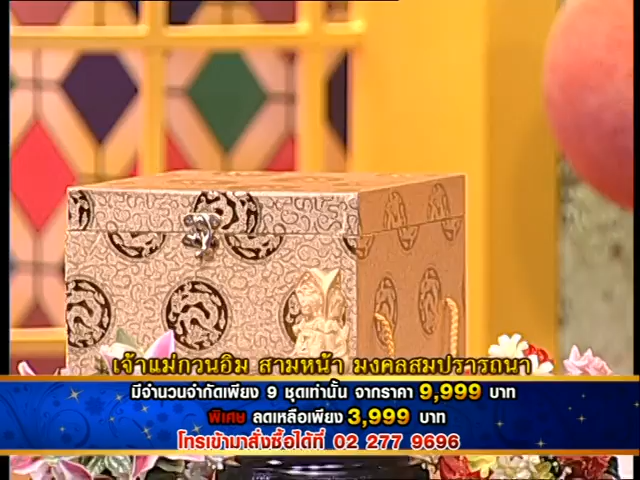 เจ้าแม่กวนอิม สามหน้า มงคลสมปรารถนา
มีจำนวนจำกัดเพียง 9 ชุดเท่านั้น จากราคา 9,999 บาท
พิเศษ ลดเหลือเพียง 3,999 บาท
โทรเข้ามาสั่งซื้อได้ที่ 02 277 9696